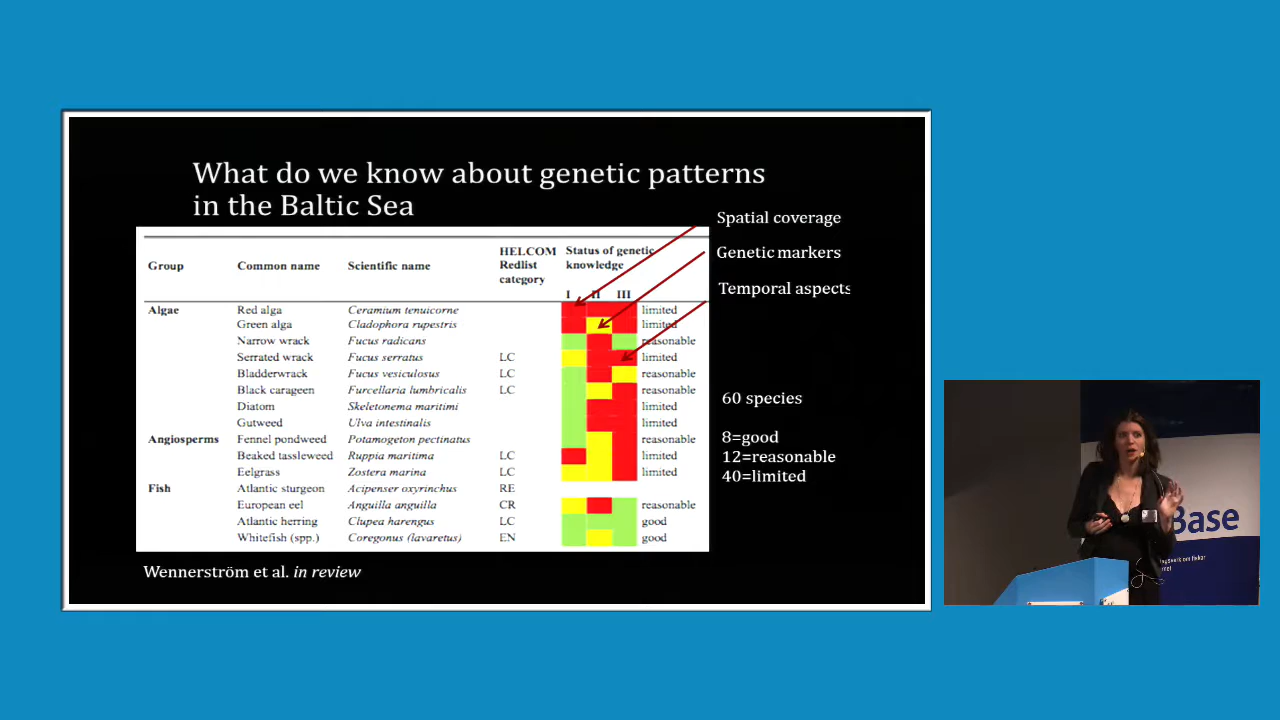 What do we know about genetic patterns
in the Baltic Sea
Spatial coverage
Genetic markers
Temporal aspects
Group Common name Scientific name HELCOM Redlist category Status of genetic knowledge
I II III
Algae Red alga Ceramium tenuicorne limited
Green alga Cladophora rupestris limited
Narrow wrack Fucus radicans reasonable
Serrated wrack Fucus serratus LC limited
Bladderwrack Fucus vesiculosus LC reasonable
Black carageen Furcellaria lumbricalis LC reasonable
Diatom Skeletonema maritimi limited
Gutweed Ulva intestinalis limited
Angiosperms Fennel pondweed Potamogeton pectinatus reasonable
Beaked tassleweed Ruppia maritima LC limited
Eelgrass Zostera marina LC limited
Fish Atlantic sturgeon Acipenser oxyrinchus RE
European eel Anguilla anguilla CR reasonable
Atlantic herring Clupea harengus LC good
Whitefish (spp.) Coregonus (lavaretus) EN good
60 species
8=good
12=reasonable
40=limited
Wennerström et al. in review
Base